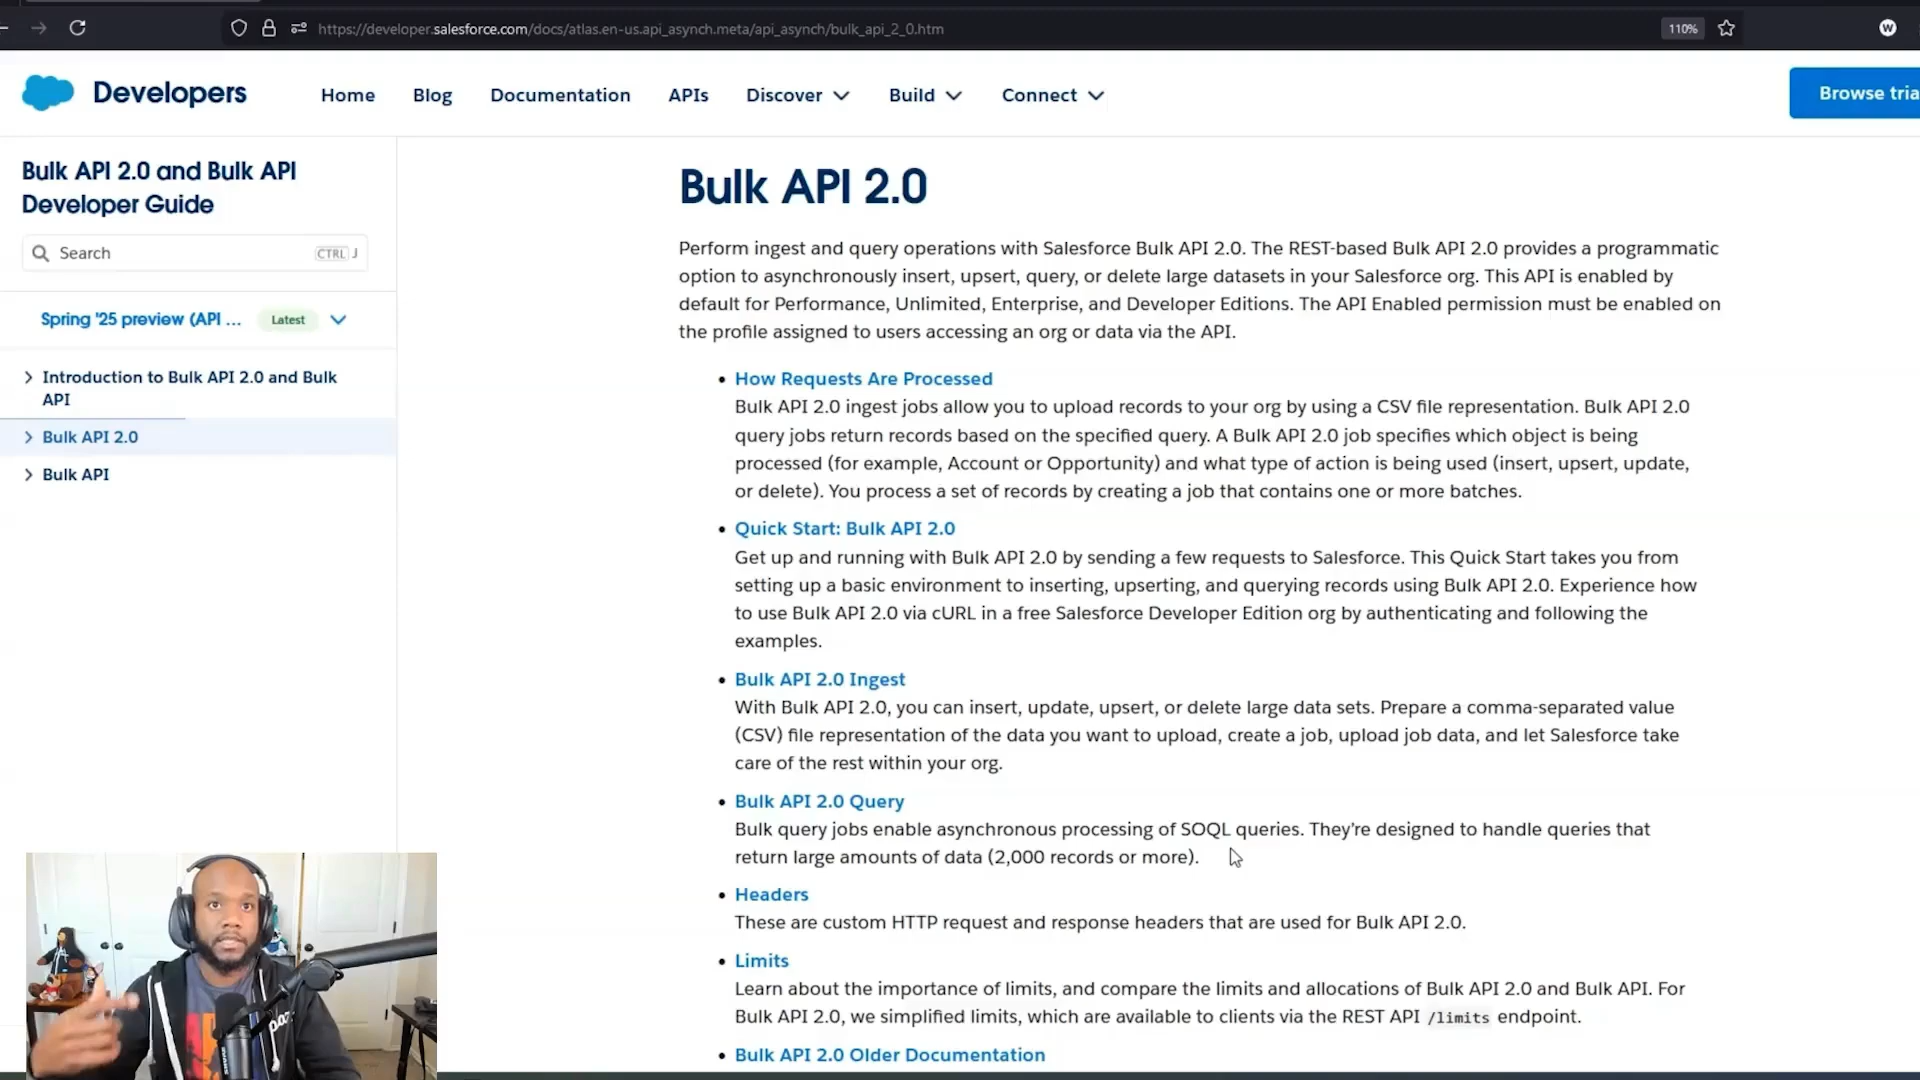 https://developer.salesforce.com/docs/atlas.en-us.api_asynch.meta/api_asynch/bulk_api_2_0.htm
110%
W
Developers
Home
Blog
Documentation
APIs
Discover
Build
Connect
Browse tria
Bulk API 2.0 and Bulk API
Developer Guide
Search
CTRL J
Spring '25 preview (API ...
Latest
Introduction to Bulk API 2.0 and Bulk
API
Bulk API 2.0
Bulk API
Bulk API 2.0
Perform ingest and query operations with Salesforce Bulk API 2.0. The REST-based Bulk API 2.0 provides a programmatic
option to asynchronously insert, upsert, query, or delete large datasets in your Salesforce org. This API is enabled by
default for Performance, Unlimited, Enterprise, and Developer Editions. The API Enabled permission must be enabled on
the profile assigned to users accessing an org or data via the API.
• How Requests Are Processed
Bulk API 2.0 ingest jobs allow you to upload records to your org by using a CSV file representation. Bulk API 2.0
query jobs return records based on the specified query. A Bulk API 2.0 job specifies which object is being
processed (for example, Account or Opportunity) and what type of action is being used (insert, upsert, update,
or delete). You process a set of records by creating a job that contains one or more batches.
• Quick Start: Bulk API 2.0
Get up and running with Bulk API 2.0 by sending a few requests to Salesforce. This Quick Start takes you from
setting up a basic environment to inserting, upserting, and querying records using Bulk API 2.0. Experience how
to use Bulk API 2.0 via cURL in a free Salesforce Developer Edition org by authenticating and following the
examples.
• Bulk API 2.0 Ingest
With Bulk API 2.0, you can insert, update, upsert, or delete large data sets. Prepare a comma-separated value
(CSV) file representation of the data you want to upload, create a job, upload job data, and let Salesforce take
care of the rest within your org.
• Bulk API 2.0 Query
Bulk query jobs enable asynchronous processing of SOQL queries. They’re designed to handle queries that
return large amounts of data (2,000 records or more).
• Headers
These are custom HTTP request and response headers that are used for Bulk API 2.0.
• Limits
Learn about the importance of limits, and compare the limits and allocations of Bulk API 2.0 and Bulk API. For
Bulk API 2.0, we simplified limits, which are available to clients via the REST API /limits endpoint.
• Bulk API 2.0 Older Documentation